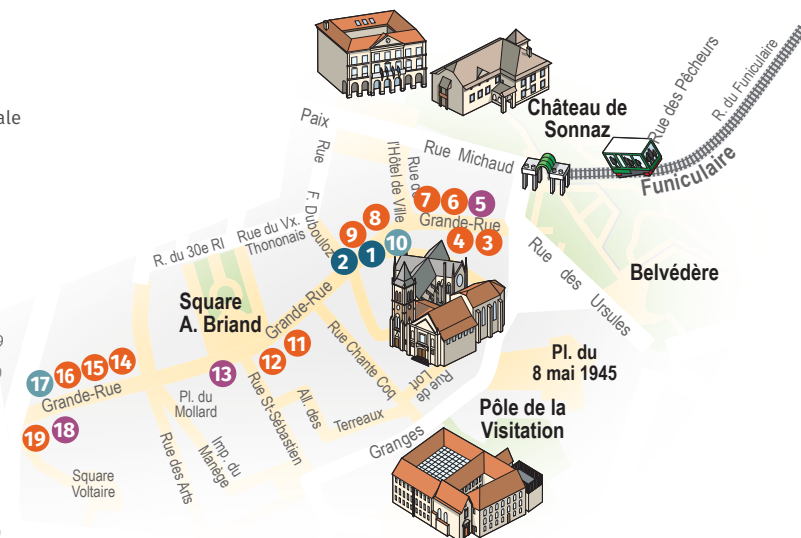 ale
Château de
Sonnaz
Rue des Pêcheurs
R. du Funiculaire
Funiculaire
Paix
Rue Michaud
Rue
F. Dubouloz
Rue de
l'Hôtel de Ville
7
6
5
Grande-Rue
4
3
8
9
10
1
2
R. du 30e RI
Rue du Vx.
Thononais
Rue des Ursules
Belvédère
Square
A. Briand
Grande-Rue
11
12
13
Pl. du
Mollard
Rue Chante Coq
Rue de
Lort
Pl. du
8 mai 1945
Pôle de la
Visitation
9
17
16
15
14
Grande-Rue
19
18
Square
Voltaire
Rue des Arts
Imp. du
Manège
Rue St-Sébastien
All. des
Terreaux
Granges